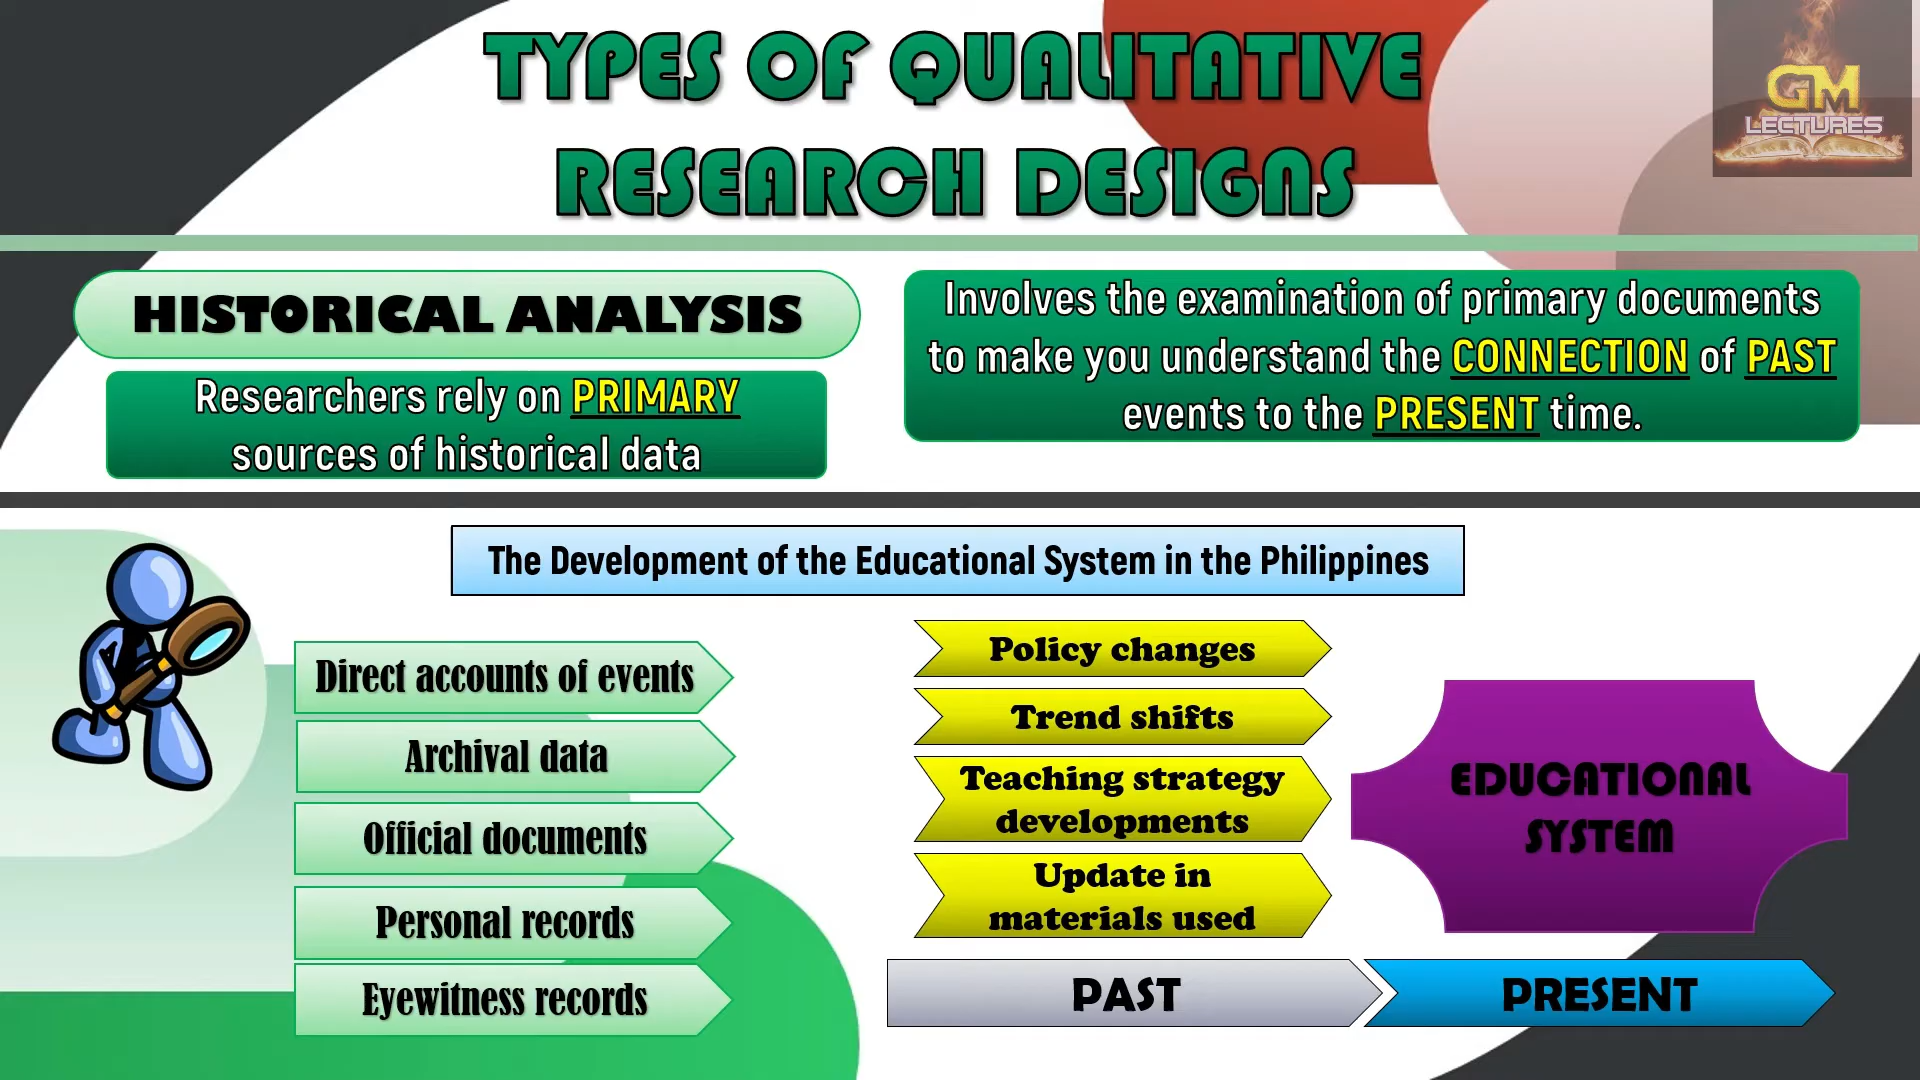 TYPES OF QUALITATIVE
RESEARCH DESIGNS
GM
LECTURES
HISTORICAL ANALYSIS
Researchers rely on PRIMARY
sources of historical data
Involves the examination of primary documents
to make you understand the CONNECTION of PAST
events to the PRESENT time.
The Development of the Educational System in the Philippines
Direct accounts of events
Archival data
Official documents
Personal records
Eyewitness records
Policy changes
Trend shifts
Teaching strategy
developments
Update in
materials used
EDUCATIONAL
SYSTEM
PAST
PRESENT